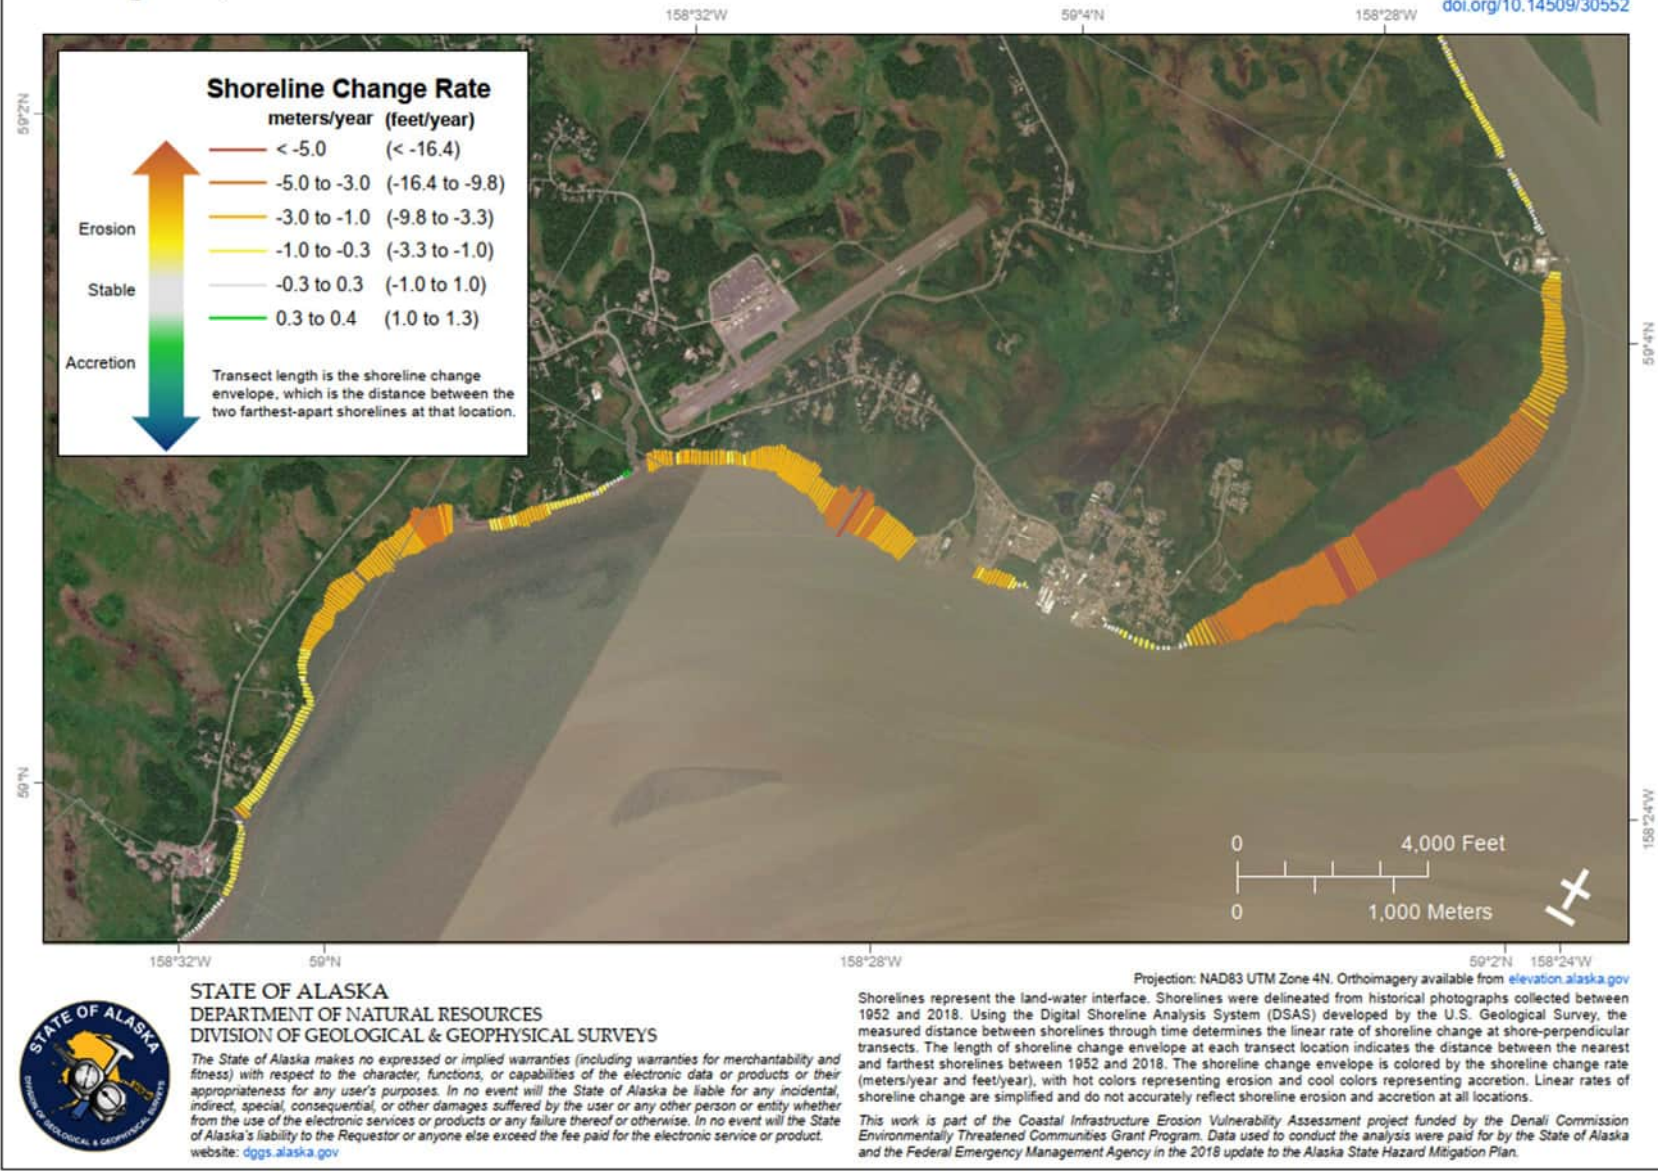 doi.org/10.14509/30552
158°32'W
59°4'N
158°28'W
59°2'N
Shoreline Change Rate
meters/year (feet/year)
< -5.0 (< -16.4)
-5.0 to -3.0 (-16.4 to -9.8)
-3.0 to -1.0 (-9.8 to -3.3)
-1.0 to -0.3 (-3.3 to -1.0)
-0.3 to 0.3 (-1.0 to 1.0)
0.3 to 0.4 (1.0 to 1.3)
Erosion
Stable
Accretion
Transect length is the shoreline change
envelope, which is the distance between the
two farthest-apart shorelines at that location.
59°4'N
59°N
158°24'W
0 4,000 Feet
0 1,000 Meters
158°32'W
59°N
158°28'W
59°2'N
158°24'W
Projection: NAD83 UTM Zone 4N. Orthoimagery available from elevation.alaska.gov
STATE OF ALASKA
DEPARTMENT OF NATURAL RESOURCES
DIVISION OF GEOLOGICAL & GEOPHYSICAL SURVEYS
The State of Alaska makes no expressed or implied warranties (including warranties for merchantability and
fitness) with respect to the character, functions, or capabilities of the electronic data or products or their
appropriateness for any user's purposes. In no event will the State of Alaska be liable for any incidental,
indirect, special, consequential, or other damages suffered by the user or any other person or entity whether
from the use of the electronic services or products or any failure thereof or otherwise. In no event will the State
of Alaska's liability to the Requestor or anyone else exceed the fee paid for the electronic service or product.
website: dggs.alaska.gov
Shorelines represent the land-water interface. Shorelines were delineated from historical photographs collected between
1952 and 2018. Using the Digital Shoreline Analysis System (DSAS) developed by the U.S. Geological Survey, the
measured distance between shorelines through time determines the linear rate of shoreline change at shore-perpendicular
transects. The length of shoreline change envelope at each transect location indicates the distance between the nearest
and farthest shorelines between 1952 and 2018. The shoreline change envelope is colored by the shoreline change rate
(meters/year and feet/year), with hot colors representing erosion and cool colors representing accretion. Linear rates of
shoreline change are simplified and do not accurately reflect shoreline erosion and accretion at all locations.
This work is part of the Coastal Infrastructure Erosion Vulnerability Assessment project funded by the Denali Commission
Environmentally Threatened Communities Grant Program. Data used to conduct the analysis were paid for by the State of Alaska
and the Federal Emergency Management Agency in the 2018 update to the Alaska State Hazard Mitigation Plan.
STATE OF ALASKA
DIVISION OF GEOLOGICAL & GEOPHYSICAL SURVEYS